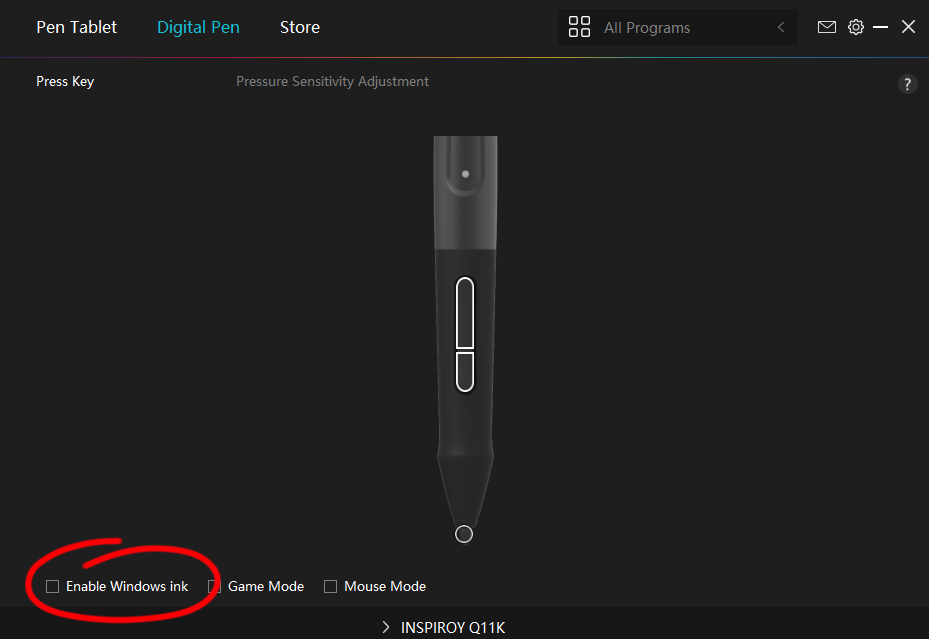 Pen Tablet Digital Pen Store All Programs
Press Key Pressure Sensitivity Adjustment ?
Enable Windows ink Game Mode Mouse Mode
INSPIROY Q11K